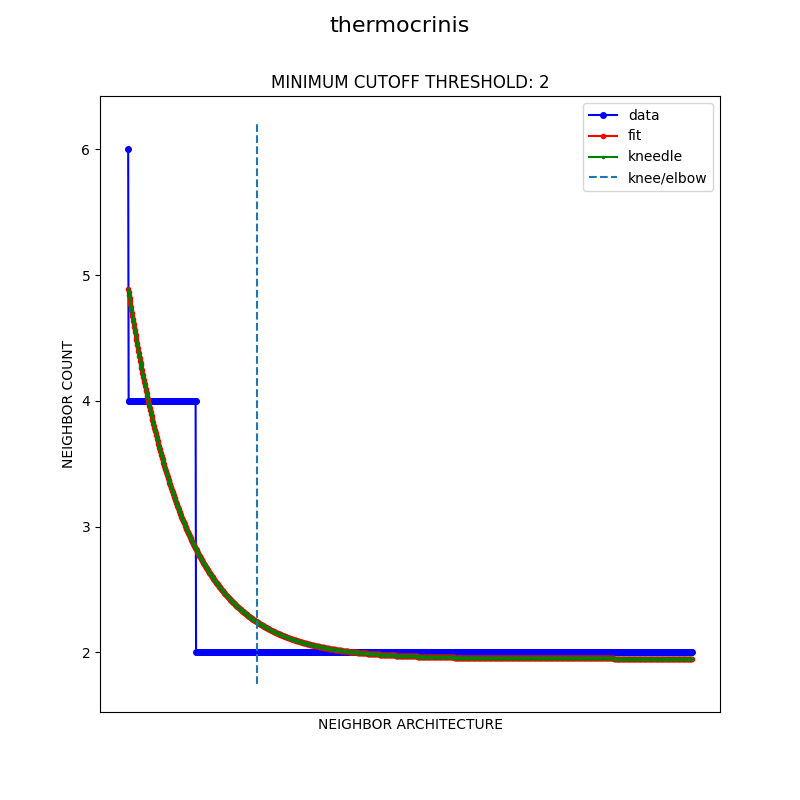 thermocrinis
MINIMUM CUTOFF THRESHOLD: 2
data
fit
kneedle
knee/elbow
6
5
4
3
2
NEIGHBOR COUNT
NEIGHBOR ARCHITECTURE